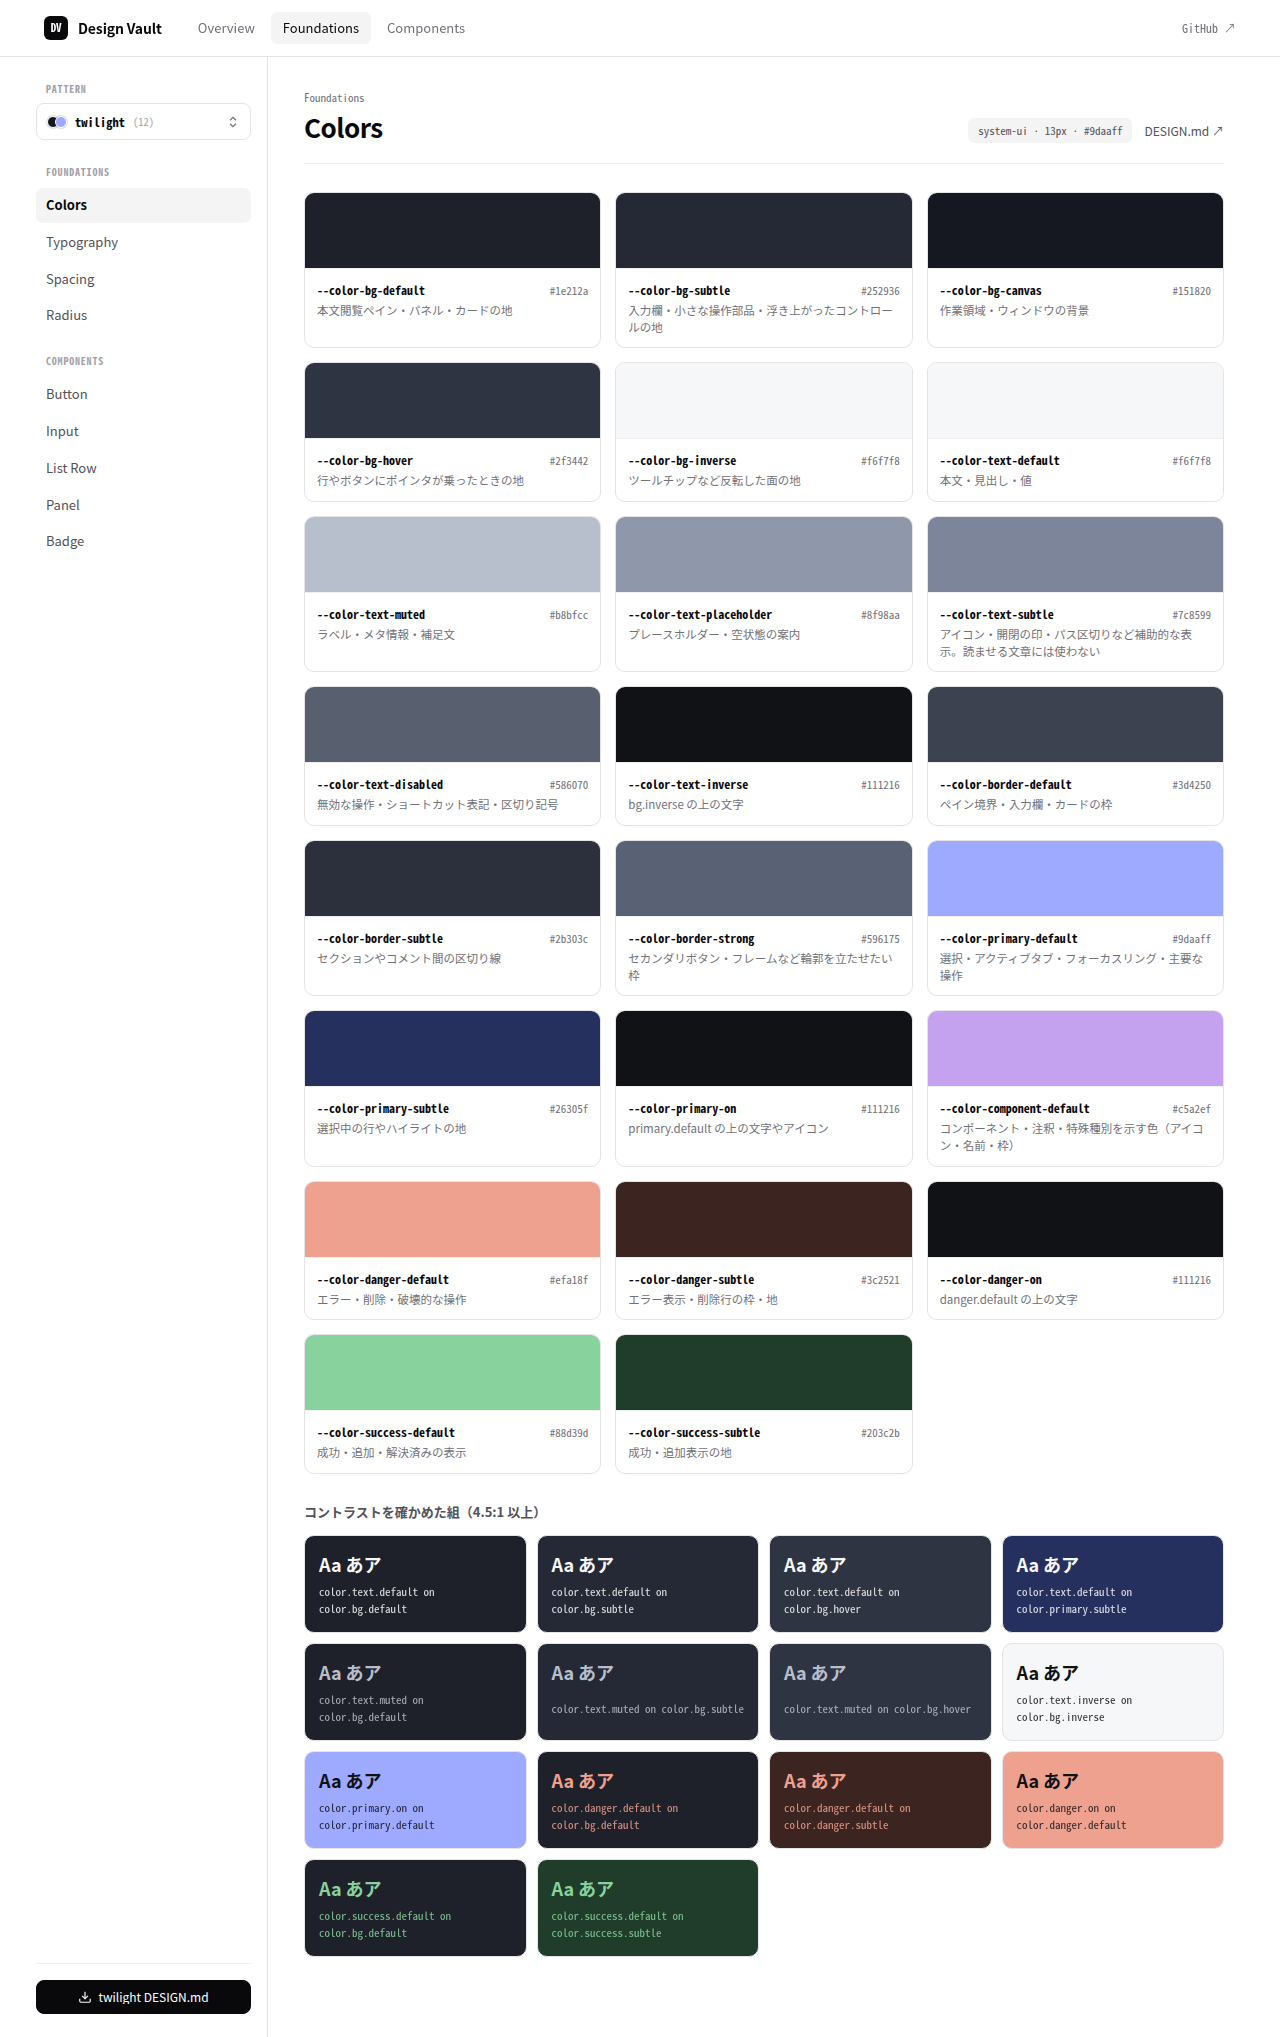 DV Design Vault Overview Foundations Components GitHub ↗
PATTERN
twilight (12)
FOUNDATIONS
Colors
Typography
Spacing
Radius
COMPONENTS
Button
Input
List Row
Panel
Badge
twilight DESIGN.md
Foundations
Colors
system-ui · 13px · #9daaff DESIGN.md ↗
--color-bg-default #1e212a
本文閲覧ペイン・パネル・カードの地
--color-bg-subtle #252936
入力欄・小さな操作部品・浮き上がったコントロー
ルの地
--color-bg-canvas #151820
作業領域・ウィンドウの背景
--color-bg-hover #2f3442
行やボタンにポインタが乗ったときの地
--color-bg-inverse #f6f7f8
ツールチップなど反転した面の地
--color-text-default #f6f7f8
本文・見出し・値
--color-text-muted #b8bfcc
ラベル・メタ情報・補足文
--color-text-placeholder #8f98aa
プレースホルダー・空状態の案内
--color-text-subtle #7c8599
アイコン・開閉の印・パス区切りなど補助的な表
示。読ませる文章には使わない
--color-text-disabled #586070
無効な操作・ショートカット表記・区切り記号
--color-text-inverse #111216
bg.inverse の上の文字
--color-border-default #3d4250
ペイン境界・入力欄・カードの枠
--color-border-subtle #2b303c
セクションやコメント間の区切り線
--color-border-strong #596175
セカンダリボタン・フレームなど輪郭を立たせたい
枠
--color-primary-default #9daaff
選択・アクティブタブ・フォーカスリング・主要な
操作
--color-primary-subtle #26305f
選択中の行やハイライトの地
--color-primary-on #111216
primary.default の上の文字やアイコン
--color-component-default #c5a2ef
コンポーネント・注釈・特殊種別を示す色（アイコ
ン・名前・枠）
--color-danger-default #efa18f
エラー・削除・破壊的な操作
--color-danger-subtle #3c2521
エラー表示・削除行の枠・地
--color-danger-on #111216
danger.default の上の文字
--color-success-default #88d39d
成功・追加・解決済みの表示
--color-success-subtle #203c2b
成功・追加表示の地
コントラストを確かめた組（4.5:1 以上）
Aa あア
color.text.default on
color.bg.default
Aa あア
color.text.default on
color.bg.subtle
Aa あア
color.text.default on
color.bg.hover
Aa あア
color.text.default on
color.primary.subtle
Aa あア
color.text.muted on
color.bg.default
Aa あア
color.text.muted on color.bg.subtle
Aa あア
color.text.muted on color.bg.hover
Aa あア
color.text.inverse on
color.bg.inverse
Aa あア
color.primary.on on
color.primary.default
Aa あア
color.danger.default on
color.bg.default
Aa あア
color.danger.default on
color.danger.subtle
Aa あア
color.danger.on on
color.danger.default
Aa あア
color.success.default on
color.bg.default
Aa あア
color.success.default on
color.success.subtle